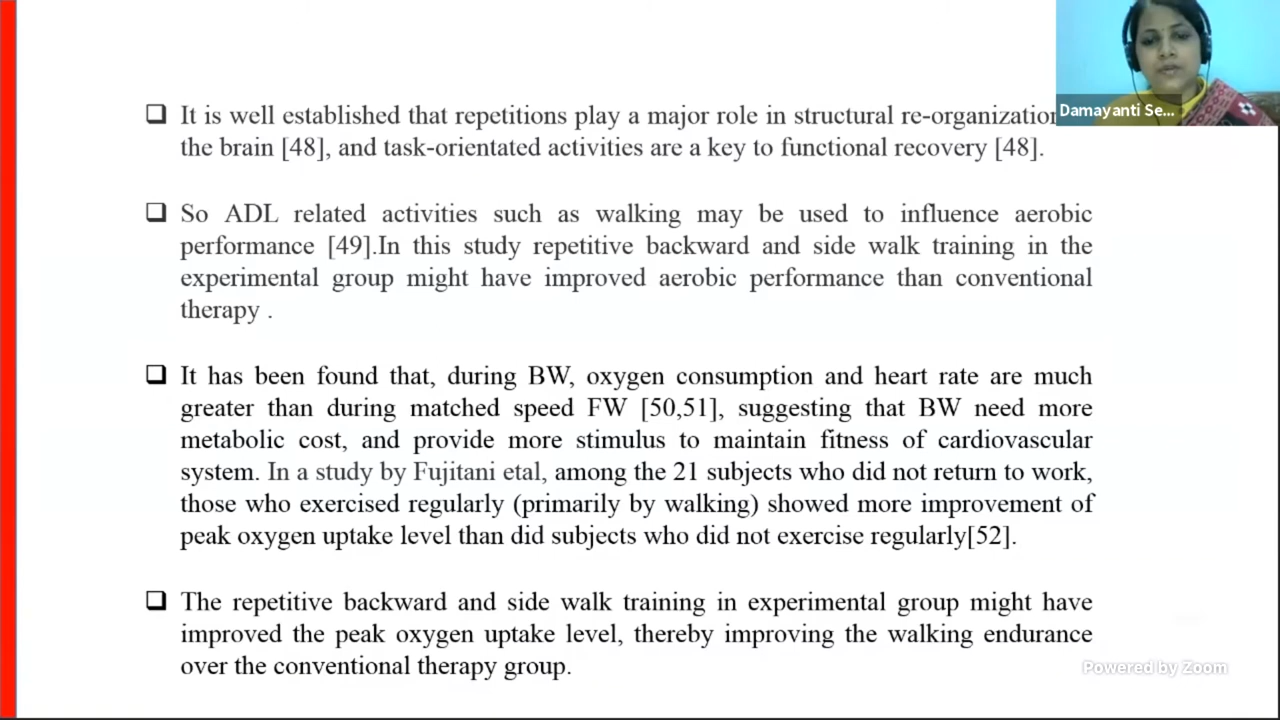 It is well established that repetitions play a major role in structural re-organization
the brain [48], and task-orientated activities are a key to functional recovery [48].
So ADL related activities such as walking may be used to influence aerobic
performance [49].In this study repetitive backward and side walk training in the
experimental group might have improved aerobic performance than conventional
therapy .
It has been found that, during BW, oxygen consumption and heart rate are much
greater than during matched speed FW [50,51], suggesting that BW need more
metabolic cost, and provide more stimulus to maintain fitness of cardiovascular
system. In a study by Fujitani etal, among the 21 subjects who did not return to work,
those who exercised regularly (primarily by walking) showed more improvement of
peak oxygen uptake level than did subjects who did not exercise regularly[52].
The repetitive backward and side walk training in experimental group might have
improved the peak oxygen uptake level, thereby improving the walking endurance
over the conventional therapy group.
Damayanti Se...
Powered by Zoom